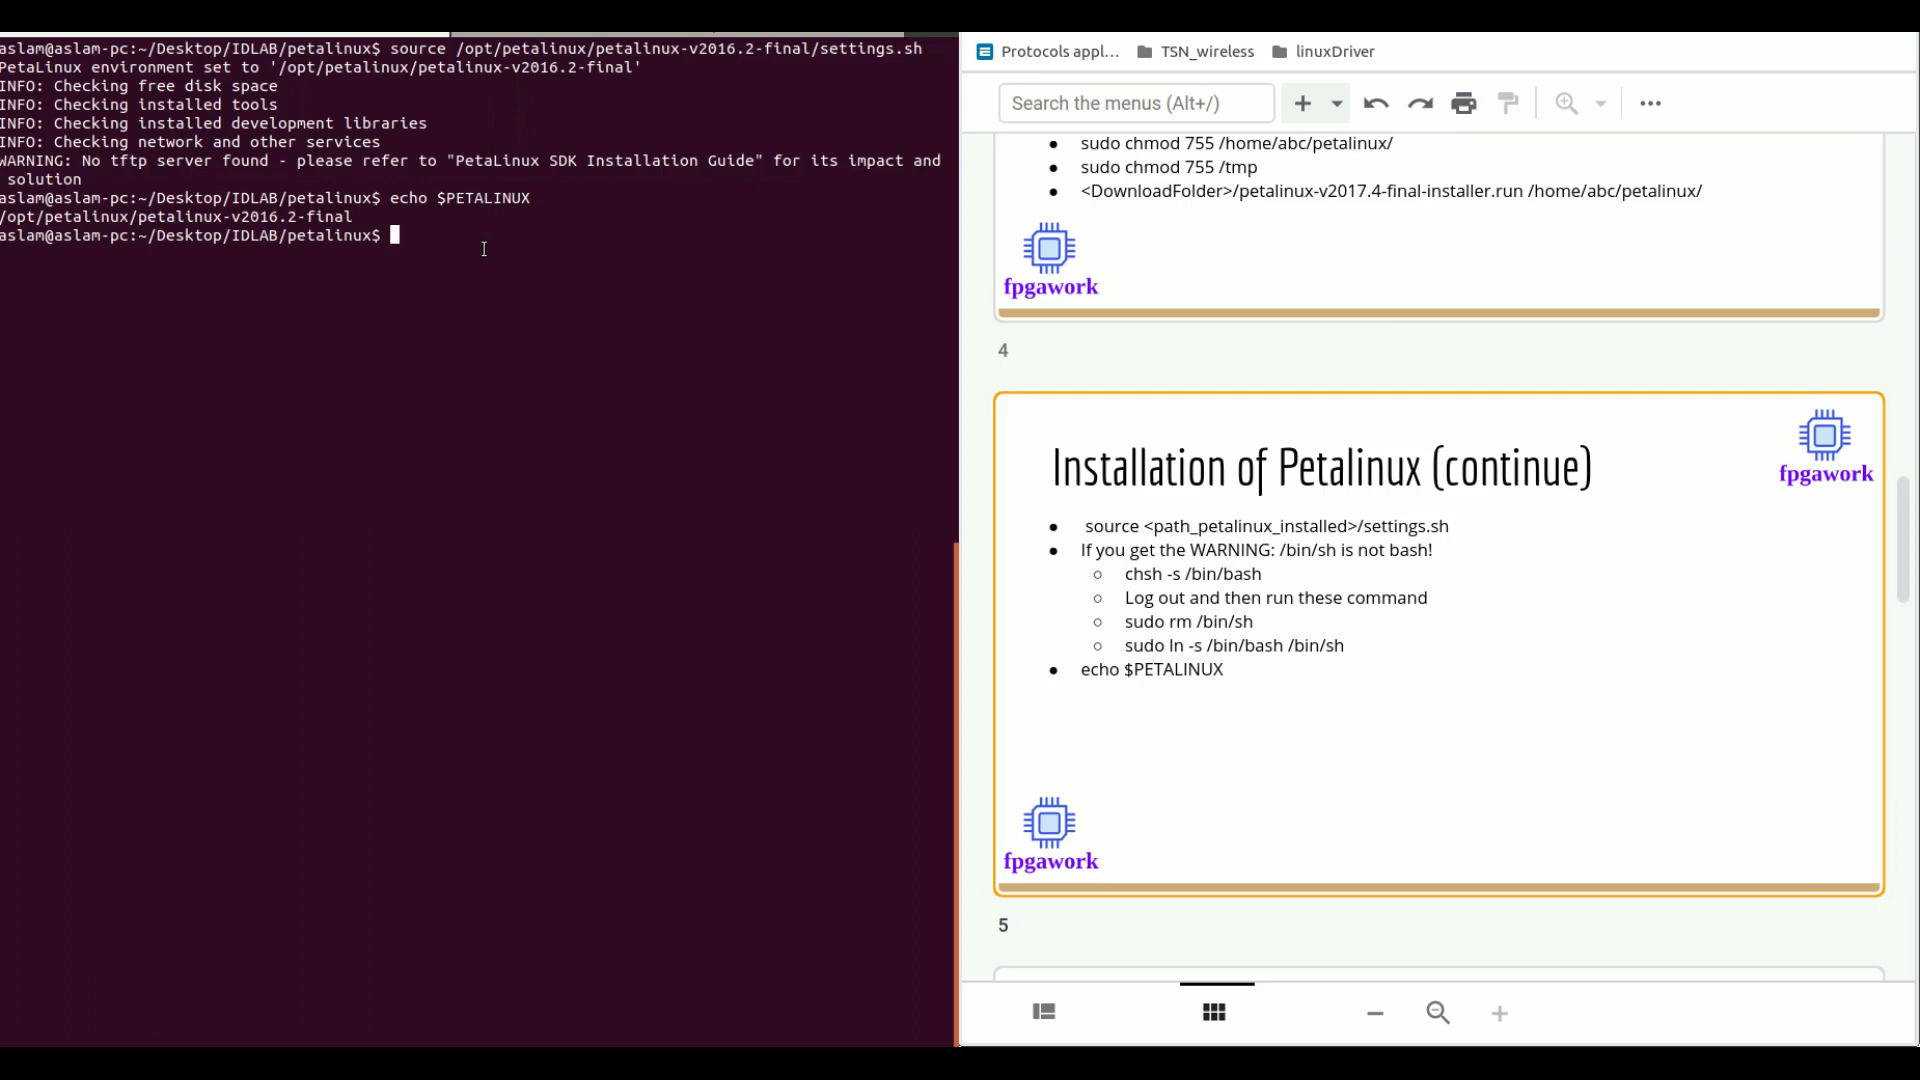 aslam@aslam-pc:~/Desktop/IDLAB/petalinux$ source /opt/petalinux/petalinux-v2016.2-final/settings.sh
PetaLinux environment set to '/opt/petalinux/petalinux-v2016.2-final'
INFO: Checking free disk space
INFO: Checking installed tools
INFO: Checking installed development libraries
INFO: Checking network and other services
WARNING: No tftp server found - please refer to "PetaLinux SDK Installation Guide" for its impact and
solution
aslam@aslam-pc:~/Desktop/IDLAB/petalinux$ echo $PETALINUX
/opt/petalinux/petalinux-v2016.2-final
aslam@aslam-pc:~/Desktop/IDLAB/petalinux$
Protocols appl... TSN_wireless linuxDriver
Search the menus (Alt+/)
sudo chmod 755 /home/abc/petalinux/
sudo chmod 755 /tmp
<DownloadFolder>/petalinux-v2017.4-final-installer.run /home/abc/petalinux/
fpgawork
4
Installation of Petalinux (continue)
fpgawork
source <path_petalinux_installed>/settings.sh
If you get the WARNING: /bin/sh is not bash!
chsh -s /bin/bash
Log out and then run these command
sudo rm /bin/sh
sudo ln -s /bin/bash /bin/sh
echo $PETALINUX
fpgawork
5